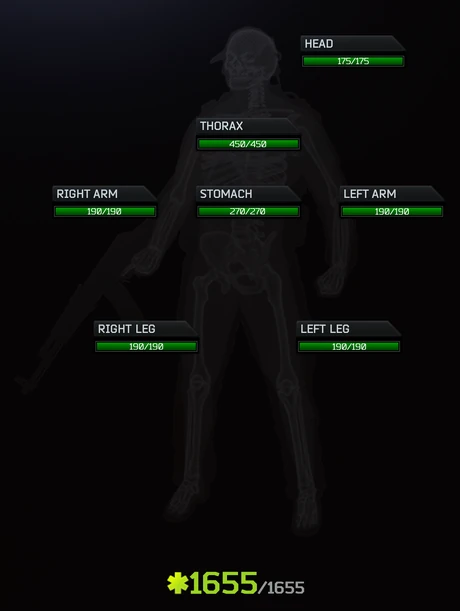 HEAD
175/175
THORAX
450/450
RIGHT ARM
190/190
STOMACH
270/270
LEFT ARM
190/190
RIGHT LEG
190/190
LEFT LEG
190/190
1655/1655